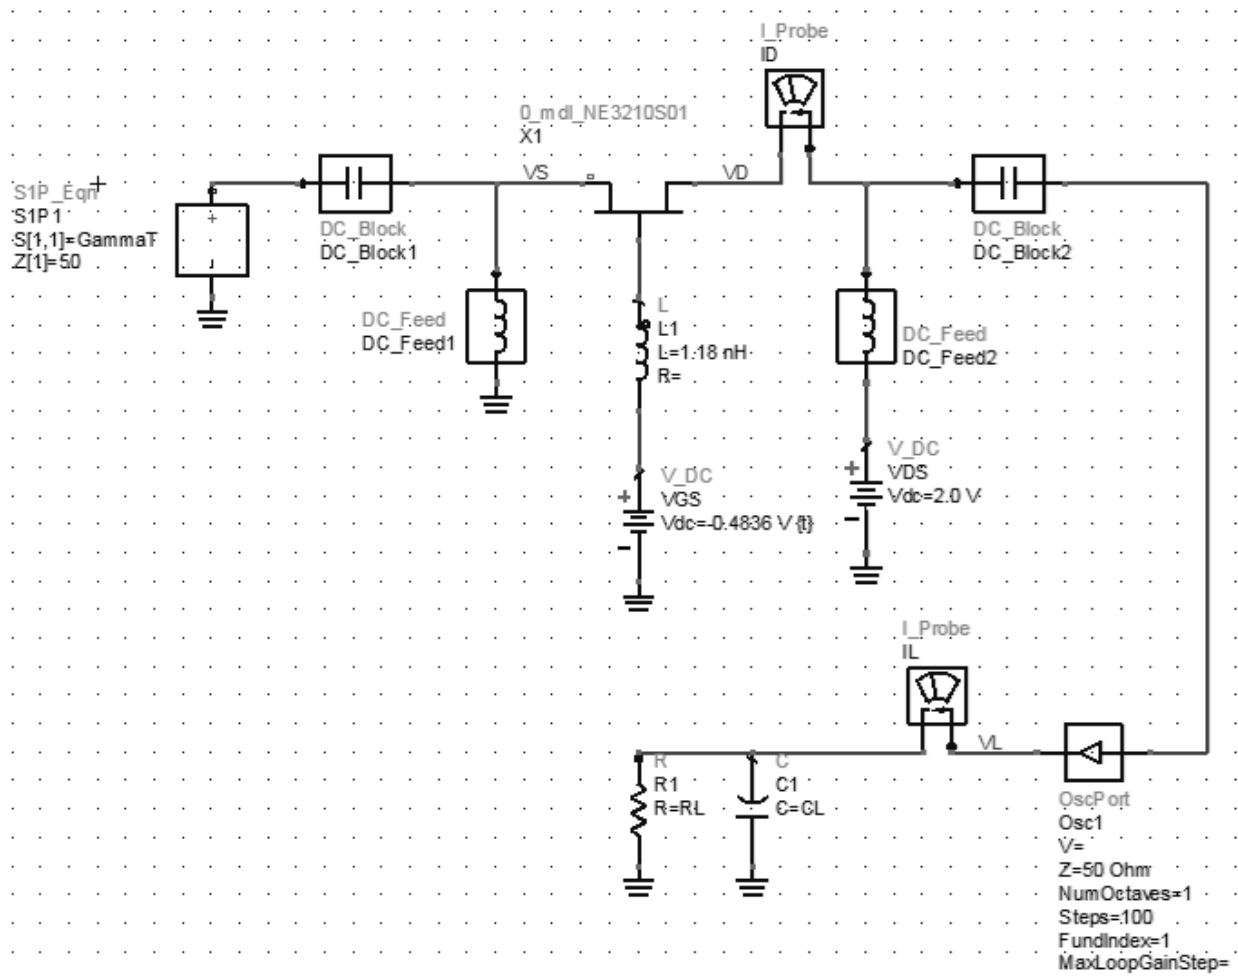 I_Probe
ID
0_mdl_NE3210S01
X1
VS
VD
S1P_Eqn
S1P1
S[1,1]=GammaT
Z[1]=50
DC_Block
DC_Block1
DC_Block
DC_Block2
DC_Feed
DC_Feed1
L
L1
L=1.18 nH
R=
DC_Feed
DC_Feed2
V_DC
VGS
Vdc=-0.4836 V {t}
V_DC
VDS
Vdc=2.0 V
I_Probe
IL
VL
R
R1
R=RL
C
C1
C=CL
OscPort
Osc1
V=
Z=50 Ohm
NumOctaves=1
Steps=100
FundIndex=1
MaxLoopGainStep=